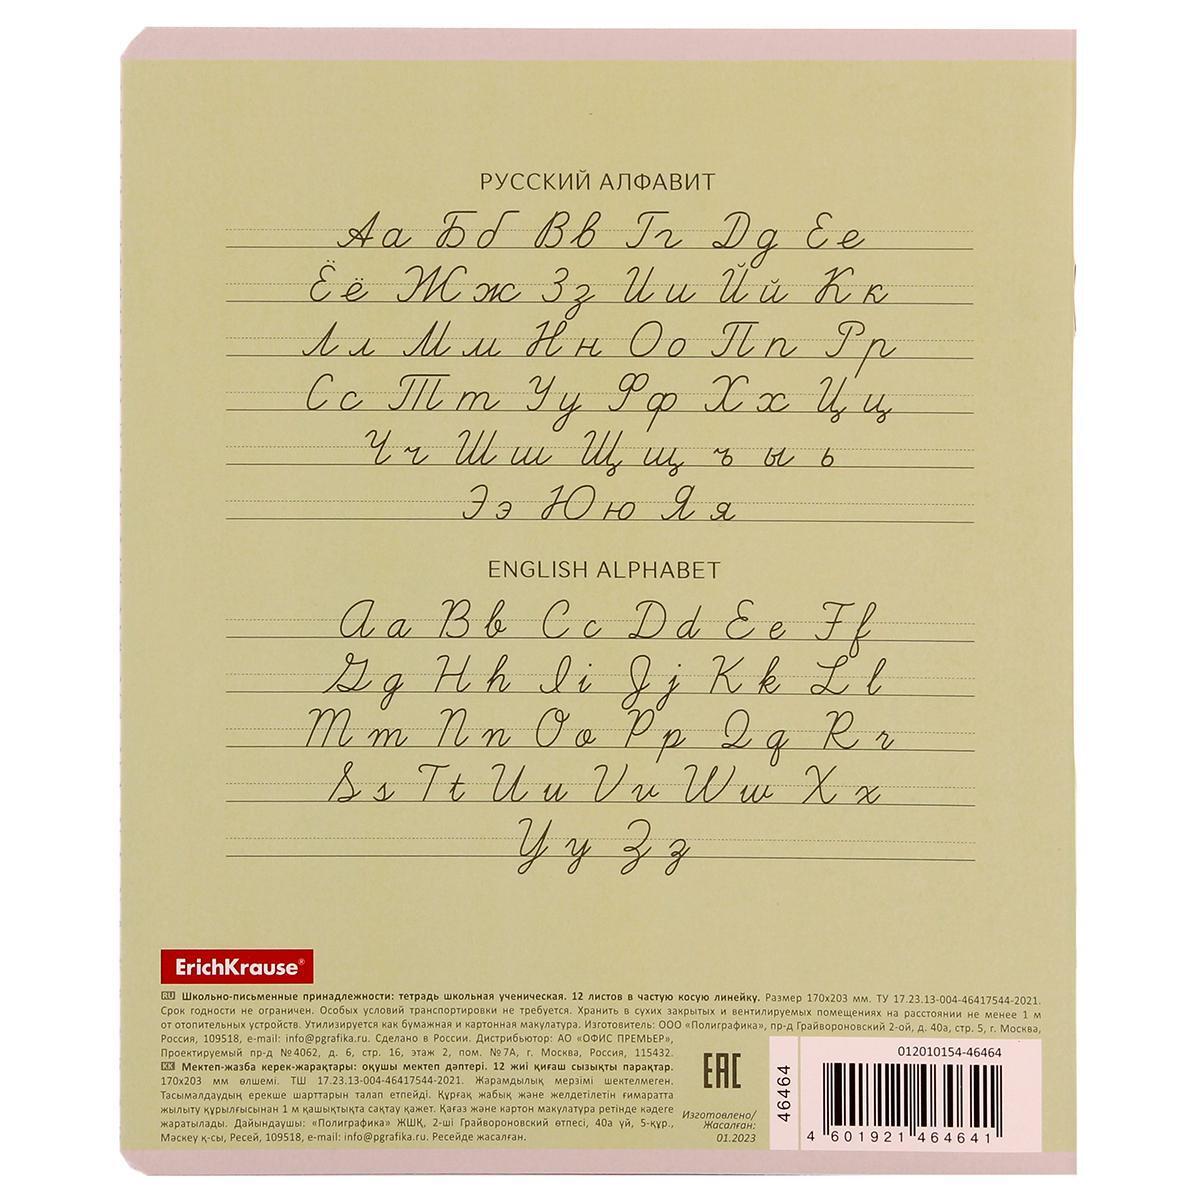 РУССКИЙ АЛФАВИТ
Аа Бб Вв Гг Дд Ее
Ёё Жж Зз Ии Йй Кк
Лл Мм Нн Оо Пп Рр
Сс Тт Уу Фф Хх Цц
Чч Шш Щщ ъ ы ь
Ээ Юю Яя
ENGLISH ALPHABET
Aa Bb Cc Dd Ee Ff
Gg Hh Ii Jj Kk Ll
Mm Nn Oo Pp Qq Rr
Ss Tt Uu Vv Ww Xx
Yy Zz
ErichKrause®
RU Школьно-письменные принадлежности: тетрадь школьная ученическая. 12 листов в частую косую линейку. Размер 170х203 мм. ТУ 17.23.13-004-46417544-2021.
Срок годности не ограничен. Особых условий транспортировки не требуется. Хранить в сухих закрытых и вентилируемых помещениях на расстоянии не менее 1 м
от отопительных устройств. Утилизируется как бумажная и картонная макулатура. Изготовитель: ООО «Полиграфика», пр-д Грайвороновский 2-ой, д. 40а, стр. 5, г. Москва,
Россия, 109518, e-mail: info@pgrafika.ru. Сделано в России. Дистрибьютор: АО «ОФИС ПРЕМЬЕР»,
Проектируемый пр-д №4062, д. 6, стр. 16, этаж 2, пом. №7А, г. Москва, Россия, 115432.
KK Мектеп-жазба керек-жарақтары: оқушы мектеп дәптері. 12 жиі қиғаш сызықты парақтар.
170х203 мм өлшемі. ТШ 17.23.13-004-46417544-2021. Жарамдылық мерзімі шектелмеген.
Тасымалдаудың ерекше шарттарын талап етпейді. Құрғақ жабық және желдетілетін ғимаратта
жылыту құрылғысынан 1 м қашықтықта сақтау қажет. Қағаз және картон макулатура ретінде кәдеге
жаратылады. Дайындаушы: «Полиграфика» ЖШҚ, 2-ші Грайвороновский өтпесі, 40а үй, 5-құр.,
Мәскеу қ-сы, Ресей, 109518, e-mail: info@pgrafika.ru. Ресейде жасалған.
EAC
Изготовлено/
Жасалған:
01.2023
46464
012010154-46464
4 601921 464641